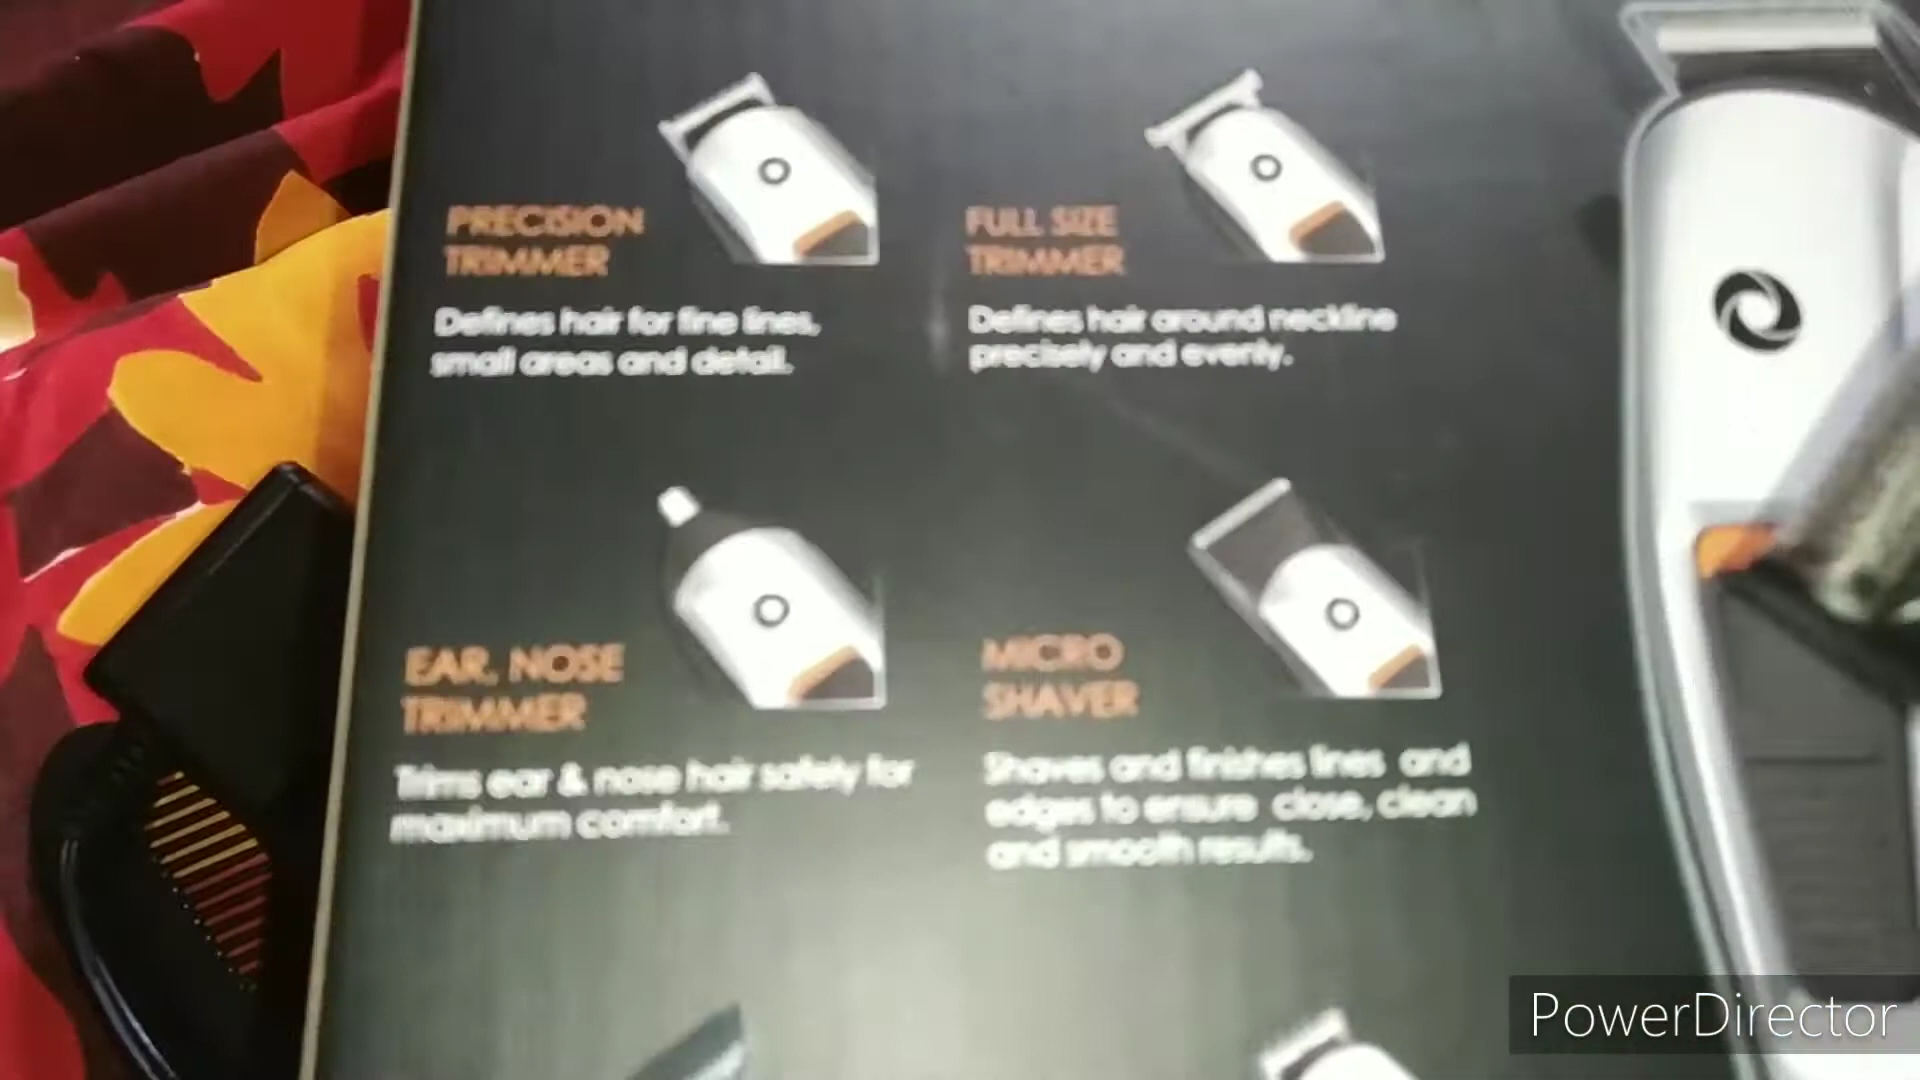 PRECISION
TRIMMER
Defines hair for fine lines,
small areas and detail.
FULL SIZE
TRIMMER
Defines hair around neckline
precisely and evenly.
EAR, NOSE
TRIMMER
Trims ear & nose hair safely for
maximum comfort.
MICRO
SHAVER
Shaves and finishes lines and
edges to ensure close, clean
and smooth results.
PowerDirector